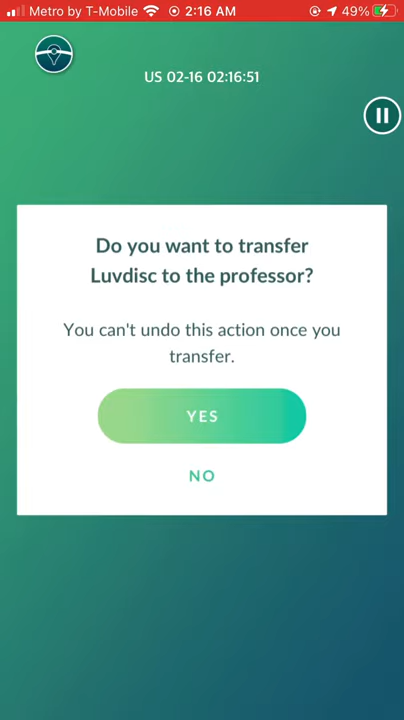 Metro by T-Mobile 2:16 AM 49%
US 02-16 02:16:51
Do you want to transfer
Luvdisc to the professor?
You can't undo this action once you
transfer.
YES
NO